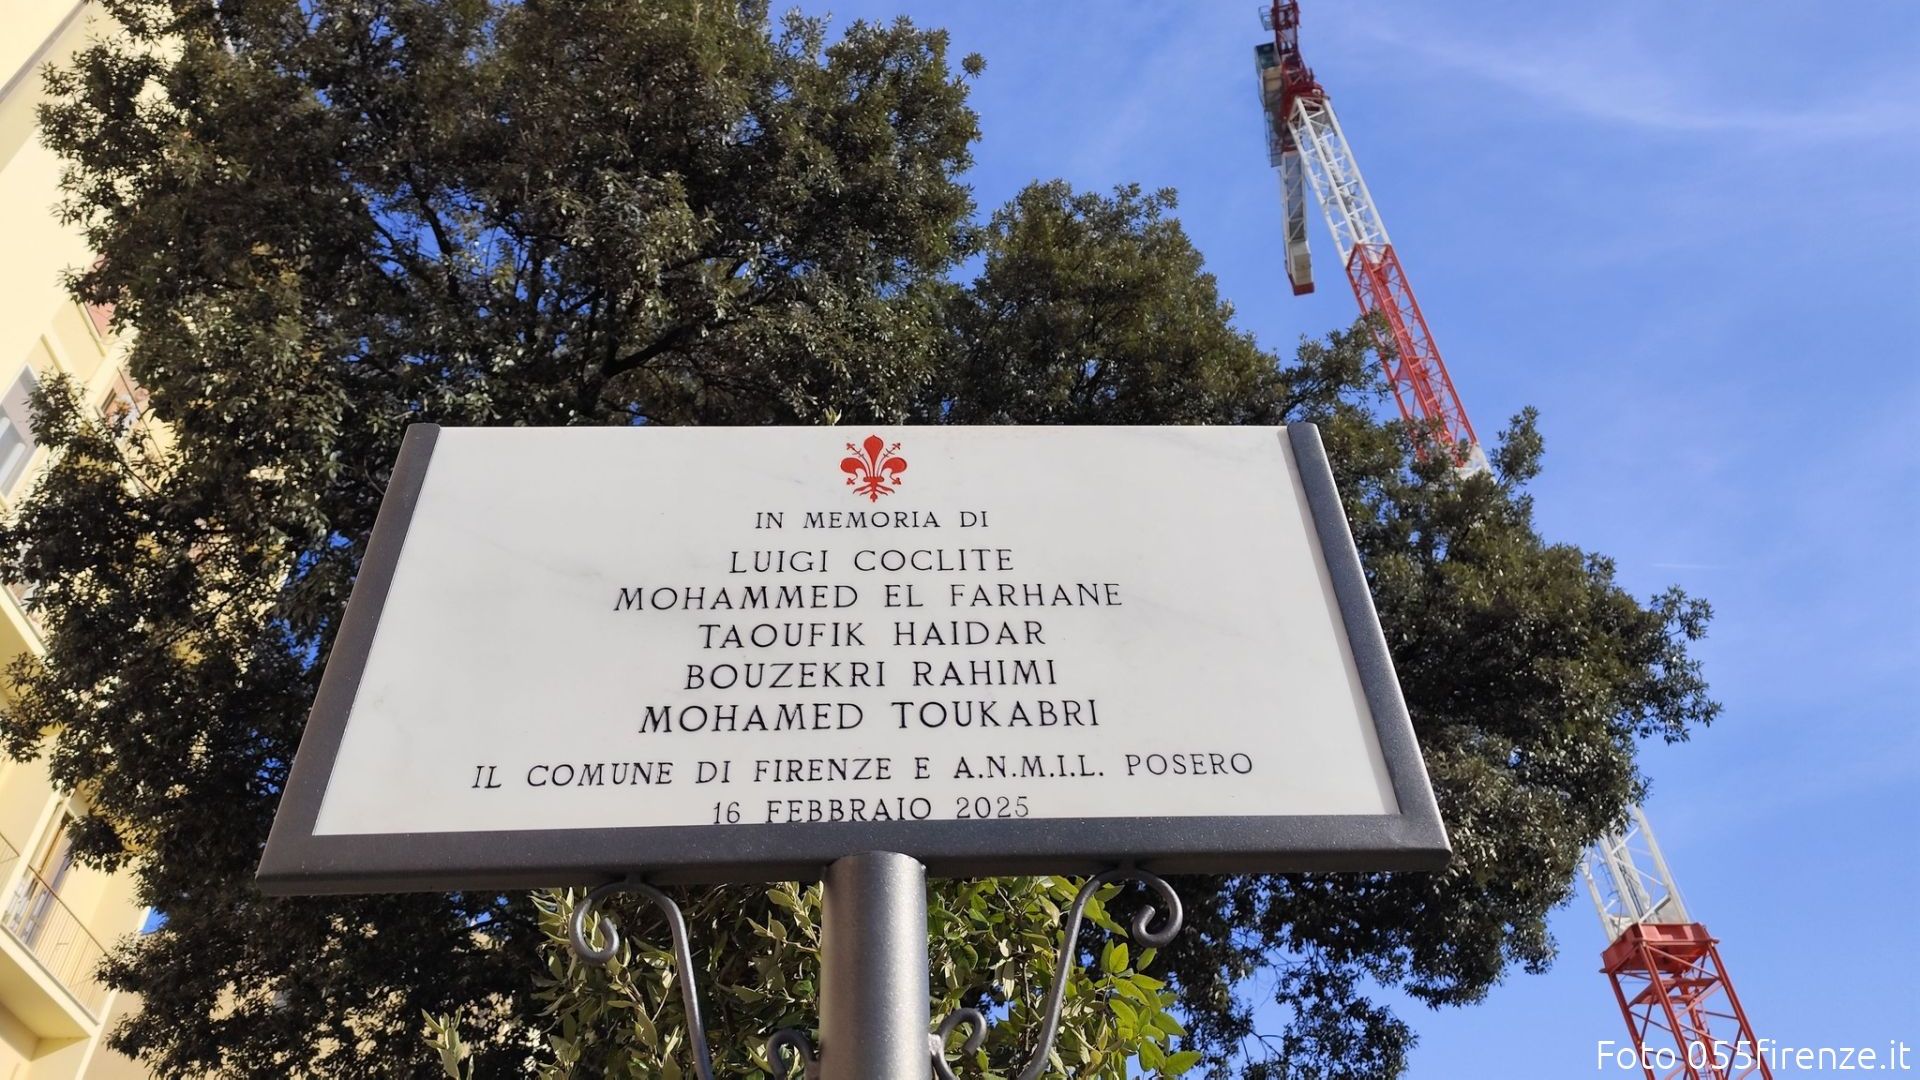 IN MEMORIA DI
LUIGI COCLITE
MOHAMMED EL FARHANE
TAOUFIK HAIDAR
BOUZEKRI RAHIMI
MOHAMED TOUKABRI
IL COMUNE DI FIRENZE E A.N.M.I.L. POSERO
16 FEBBRAIO 2025
Foto 055firenze.it